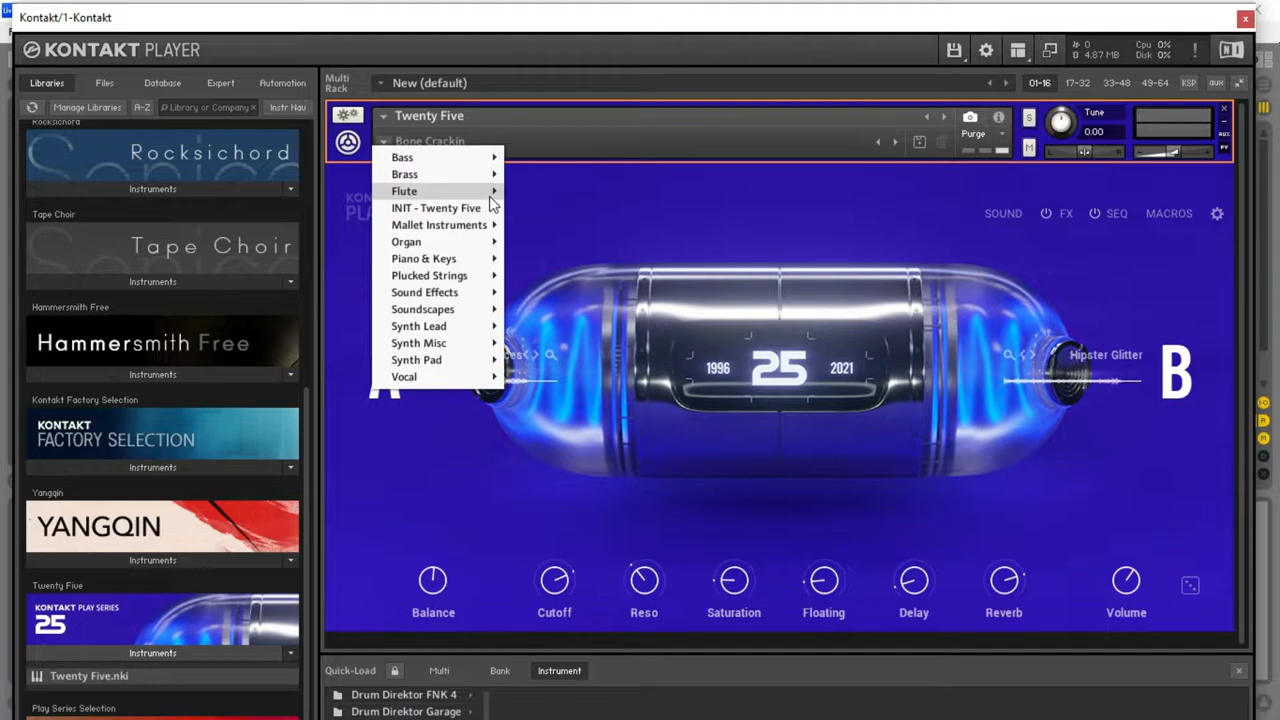 Kontakt/1-Kontakt
x
KONTAKT PLAYER
0
4.87 MB
Cpu 0%
Disk 0%
!
Libraries
Files
Database
Expert
Automation
Multi
Rack
New (default)
01-16
17-32
33-48
49-64
KSP
aux
Manage Libraries
A-Z
Library or Company
Instr Nav
Rocksichord
Rocksichord
Instruments
Tape Choir
Tape Choir
Instruments
Hammersmith Free
Hammersmith Free
Instruments
Kontakt Factory Selection
KONTAKT
FACTORY SELECTION
Instruments
Yangqin
YANGQIN
Instruments
Twenty Five
KONTAKT PLAY SERIES
25
Instruments
Twenty Five.nki
Play Series Selection
Twenty Five
Bone Crackin
Purge
S
M
Tune
0.00
L
R
AUX
PV
Bass
Brass
Flute
INIT - Twenty Five
Mallet Instruments
Organ
Piano & Keys
Plucked Strings
Sound Effects
Soundscapes
Synth Lead
Synth Misc
Synth Pad
Vocal
SOUND
FX
SEQ
MACROS
1996
25
2021
Hipster Glitter
A
B
Balance
Cutoff
Reso
Saturation
Floating
Delay
Reverb
Volume
Quick-Load
Multi
Bank
Instrument
Drum Direktor FNK 4
Drum Direktor Garage